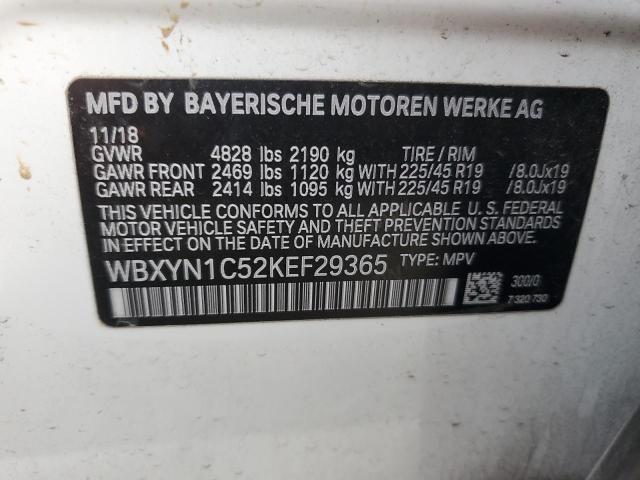 MFD BY BAYERISCHE MOTOREN WERKE AG
11/18
GVWR 4828 lbs 2190 kg TIRE / RIM
GAWR FRONT 2469 lbs 1120 kg WITH 225/45 R19 /8.0Jx19
GAWR REAR 2414 lbs 1095 kg WITH 225/45 R19 /8.0Jx19
THIS VEHICLE CONFORMS TO ALL APPLICABLE U. S. FEDERAL
MOTOR VEHICLE SAFETY AND THEFT PREVENTION STANDARDS IN
EFFECT ON THE DATE OF MANUFACTURE SHOWN ABOVE.
WBXYN1C52KEF29365 TYPE: MPV
300/0
7 320 730